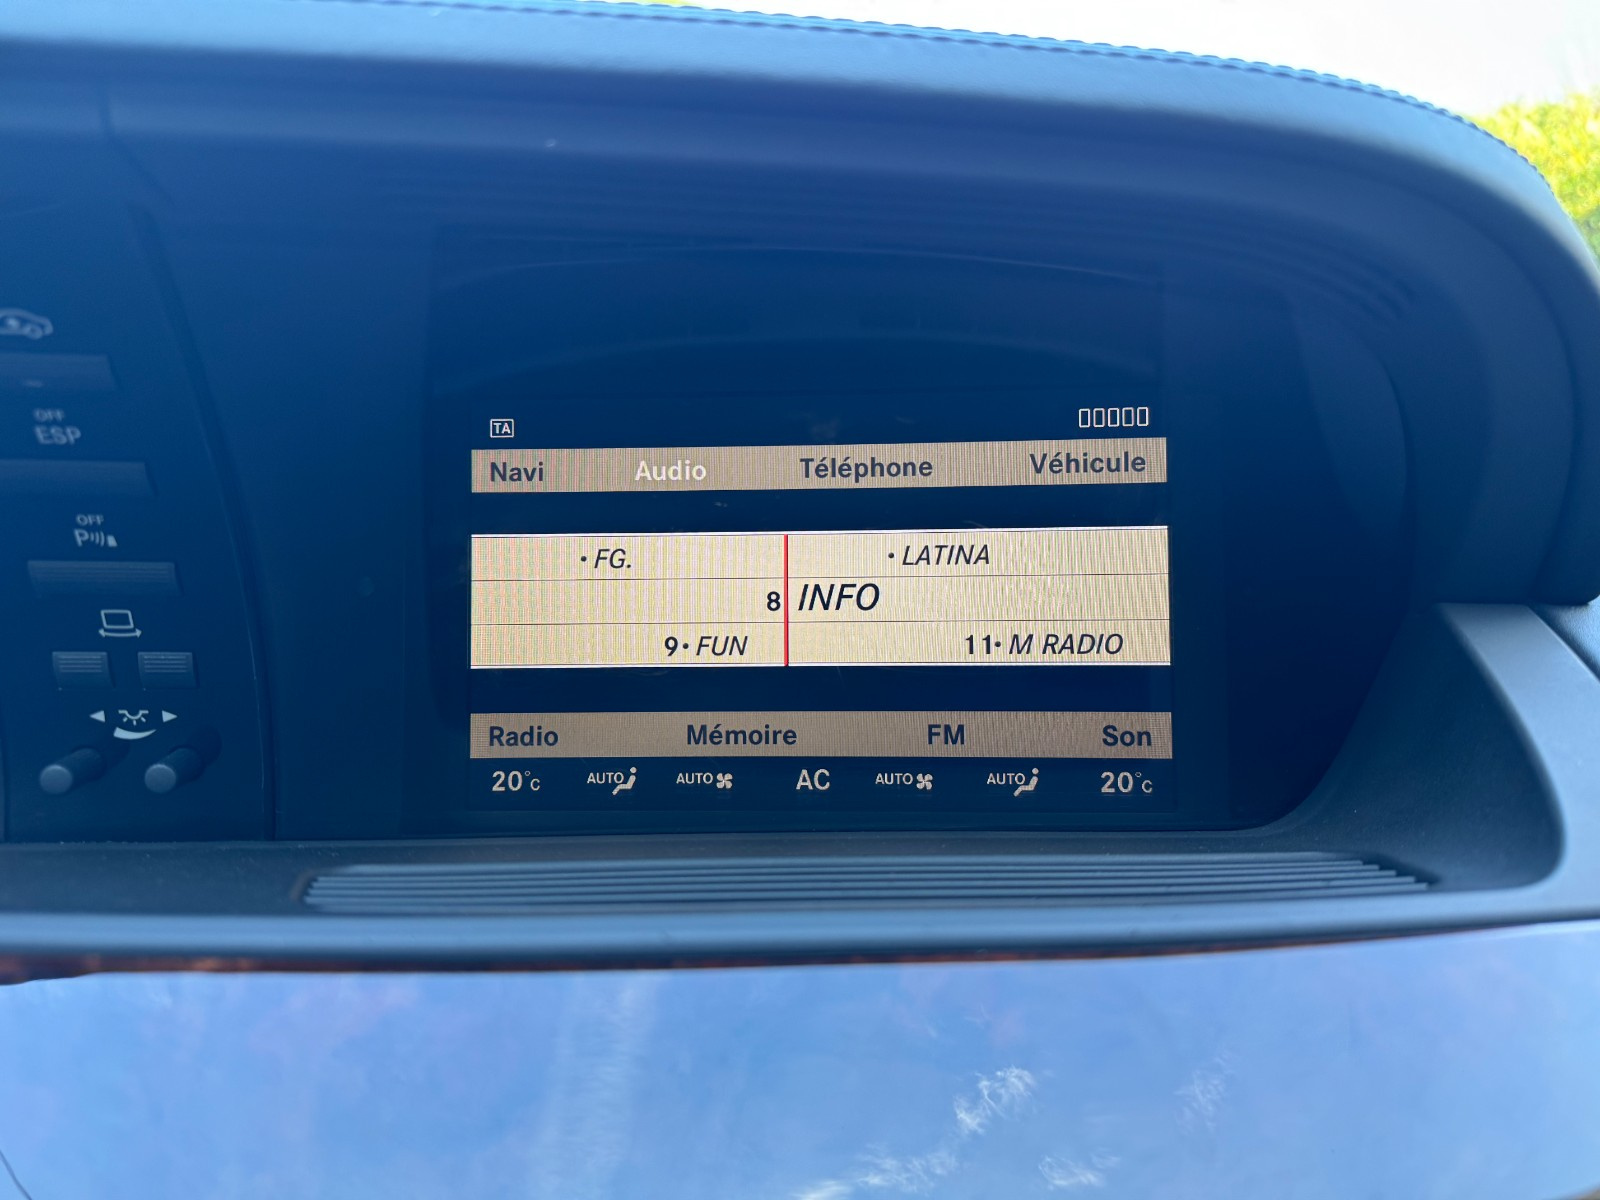 OFF
ESP
OFF
P
TA
Navi Audio Téléphone Véhicule
• FG. • LATINA
8 INFO
9• FUN 11• M RADIO
Radio Mémoire FM Son
20°C AUTO AUTO AC AUTO AUTO 20°C